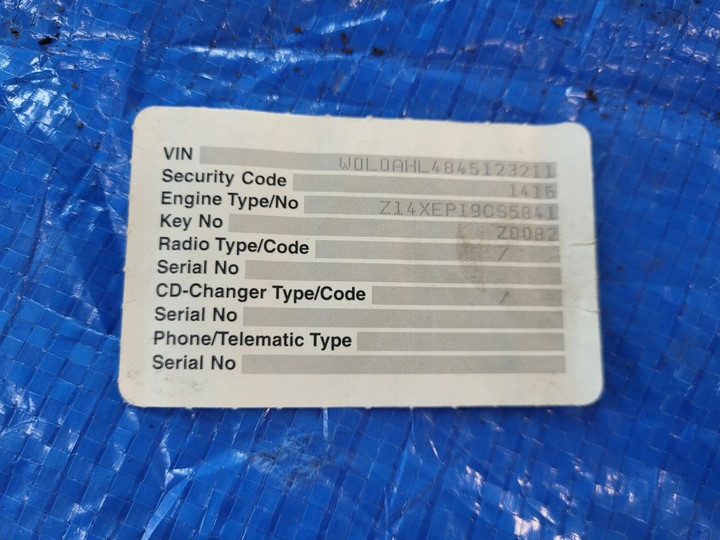 VIN W0L0AHL4845123211
Security Code 1416
Engine Type/No Z14XEP19CS5841
Key No Z0082
Radio Type/Code /
Serial No
CD-Changer Type/Code /
Serial No
Phone/Telematic Type
Serial No